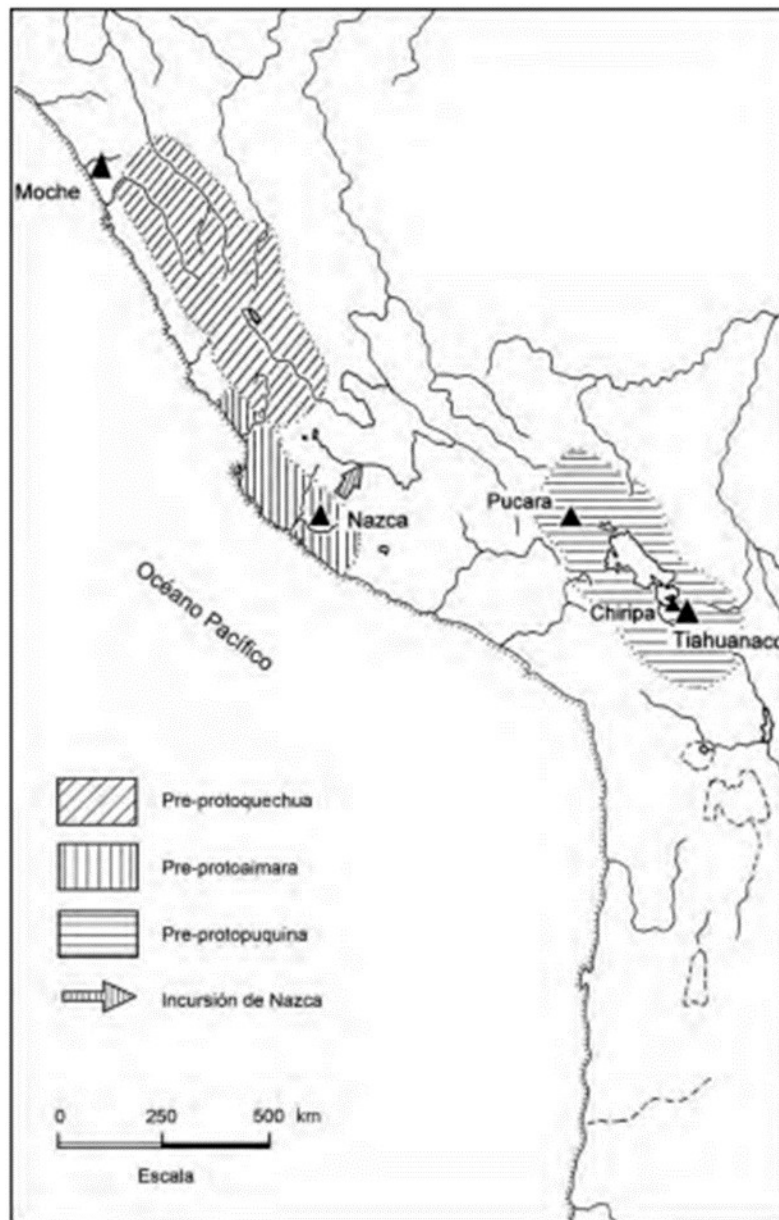 Moche
Pucara
Nazca
Chiripa
Tiahuanaco
Océano Pacífico
Pre-protoquechua
Pre-protoaimara
Pre-protopuquina
Incursión de Nazca
0 250 500 km
Escala